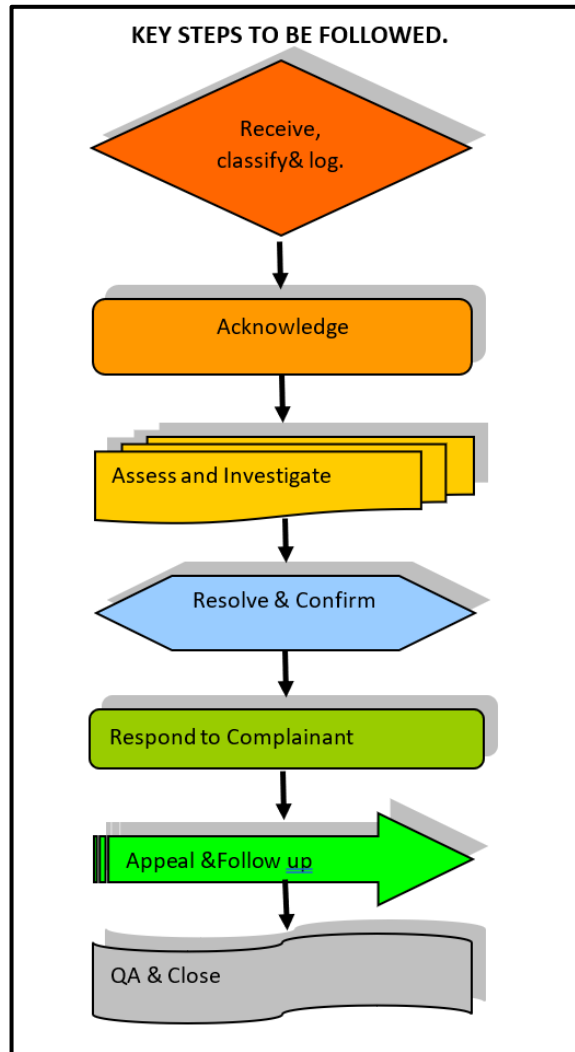 KEY STEPS TO BE FOLLOWED.
Receive,
classify& log.
Acknowledge
Assess and Investigate
Resolve & Confirm
Respond to Complainant
Appeal &Follow up
QA & Close